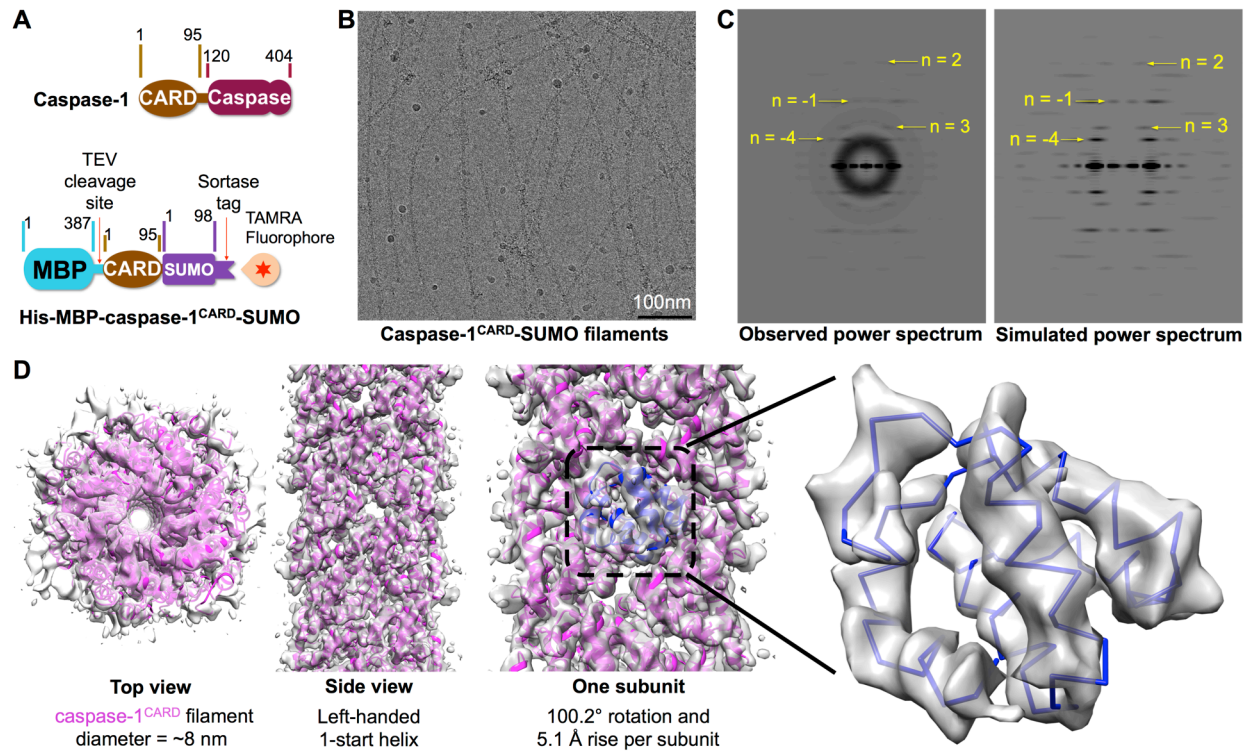 A
1
95
120
404
Caspase-1
CARD
Caspase
TEV
cleavage
site
Sortase
tag
TAMRA
Fluorophore
1
387
1
95
1
98
MBP
CARD
SUMO
His-MBP-caspase-1CARD-SUMO
B
100nm
Caspase-1CARD-SUMO filaments
C
n = 2
n = -1
n = 3
n = -4
Observed power spectrum
n = 2
n = -1
n = 3
n = -4
Simulated power spectrum
D
Top view
caspase-1CARD filament
diameter = ~8 nm
Side view
Left-handed
1-start helix
One subunit
100.2° rotation and
5.1 Å rise per subunit